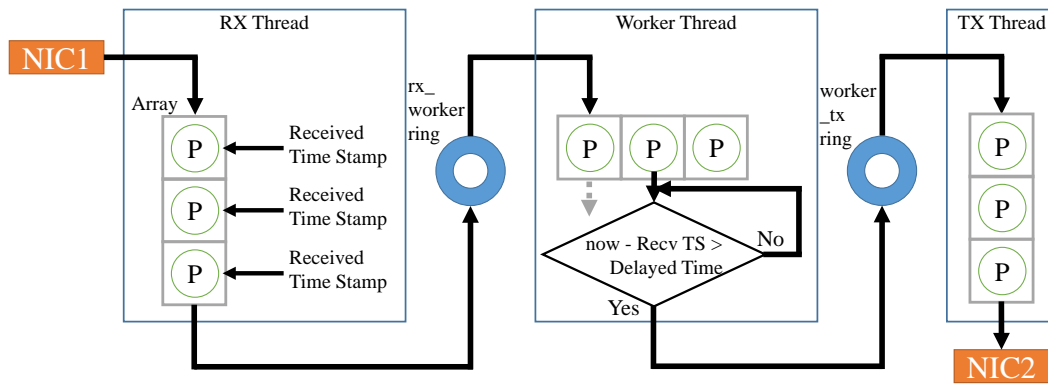 RX Thread
Worker Thread
TX Thread
NIC1
Array
P
P
P
Received
Time Stamp
Received
Time Stamp
Received
Time Stamp
rx_
worker
ring
P
P
P
now - Recv TS >
Delayed Time
No
Yes
worker
_tx
ring
P
P
P
NIC2